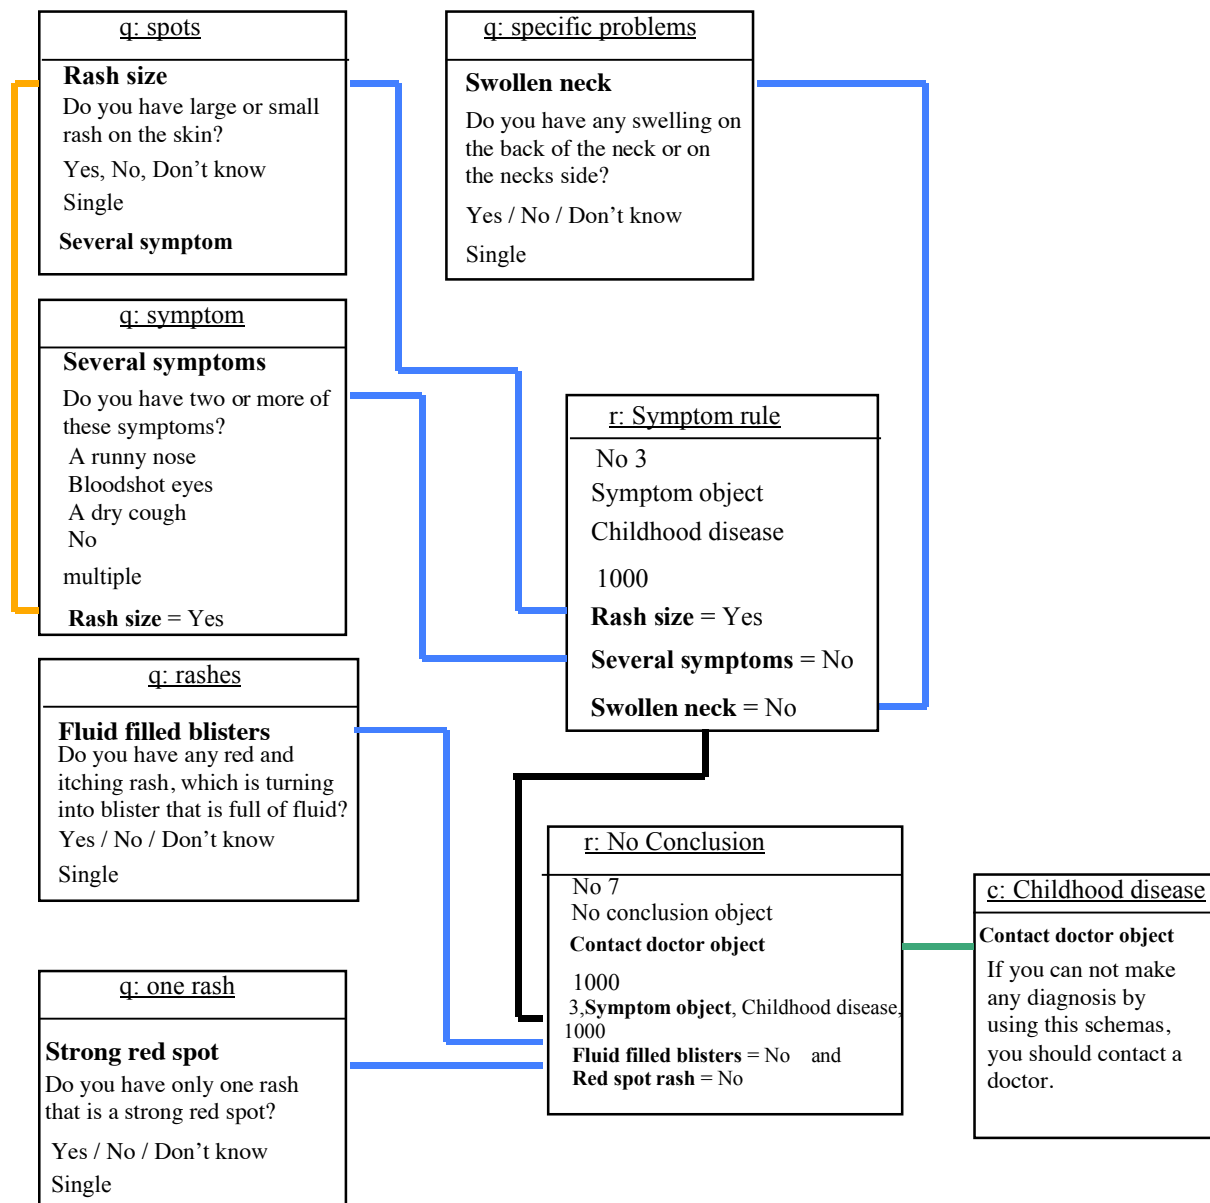 q: spots
Rash size
Do you have large or small
rash on the skin?
Yes, No, Don’t know
Single
Several symptom
q: specific problems
Swollen neck
Do you have any swelling on
the back of the neck or on
the necks side?
Yes / No / Don’t know
Single
q: symptom
Several symptoms
Do you have two or more of
these symptoms?
A runny nose
Bloodshot eyes
A dry cough
No
multiple
Rash size = Yes
r: Symptom rule
No 3
Symptom object
Childhood disease
1000
Rash size = Yes
Several symptoms = No
Swollen neck = No
q: rashes
Fluid filled blisters
Do you have any red and
itching rash, which is turning
into blister that is full of fluid?
Yes / No / Don’t know
Single
r: No Conclusion
No 7
No conclusion object
Contact doctor object
1000
3,Symptom object, Childhood disease,
1000
Fluid filled blisters = No and
Red spot rash = No
c: Childhood disease
Contact doctor object
If you can not make
any diagnosis by
using this schemas,
you should contact a
doctor.
q: one rash
Strong red spot
Do you have only one rash
that is a strong red spot?
Yes / No / Don’t know
Single